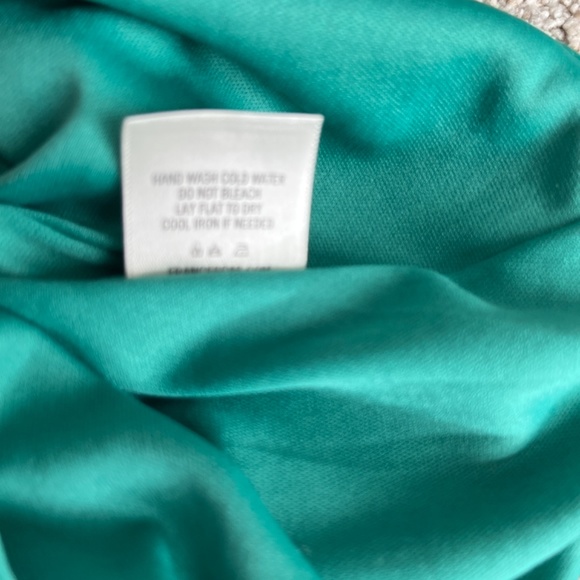 HAND WASH COLD WATER
DO NOT BLEACH
LAY FLAT TO DRY
COOL IRON IF NEEDED